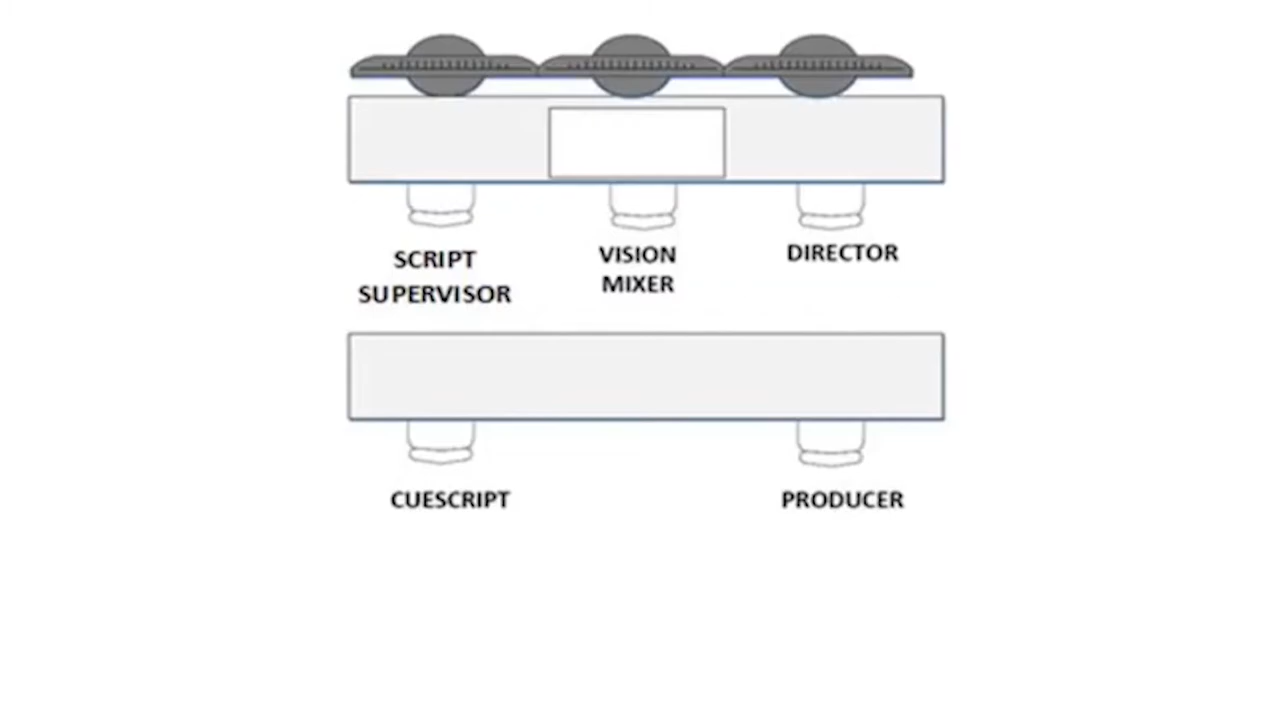 SCRIPT
SUPERVISOR
VISION
MIXER
DIRECTOR
CUESCRIPT
PRODUCER